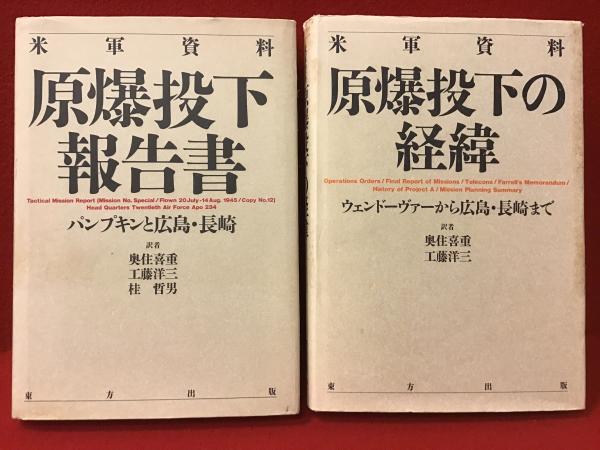 米軍資料
原爆投下
報告書
Tactical Mission Report (Mission No. Special / Flown 20July-14Aug. 1945 / Copy No.12)
Head Quarters Twentieth Air Force Apo 234
パンプキンと広島・長崎
訳者
奥住喜重
工藤洋三
桂 哲男
東方出版
米軍資料
原爆投下の
経緯
Operations Orders / Final Report of Missions / Telecons / Farrell's Memorandum /
History of Project A / Mission Planning Summary
ウェンドーヴァーから広島・長崎まで
訳者
奥住喜重
工藤洋三
東方出版